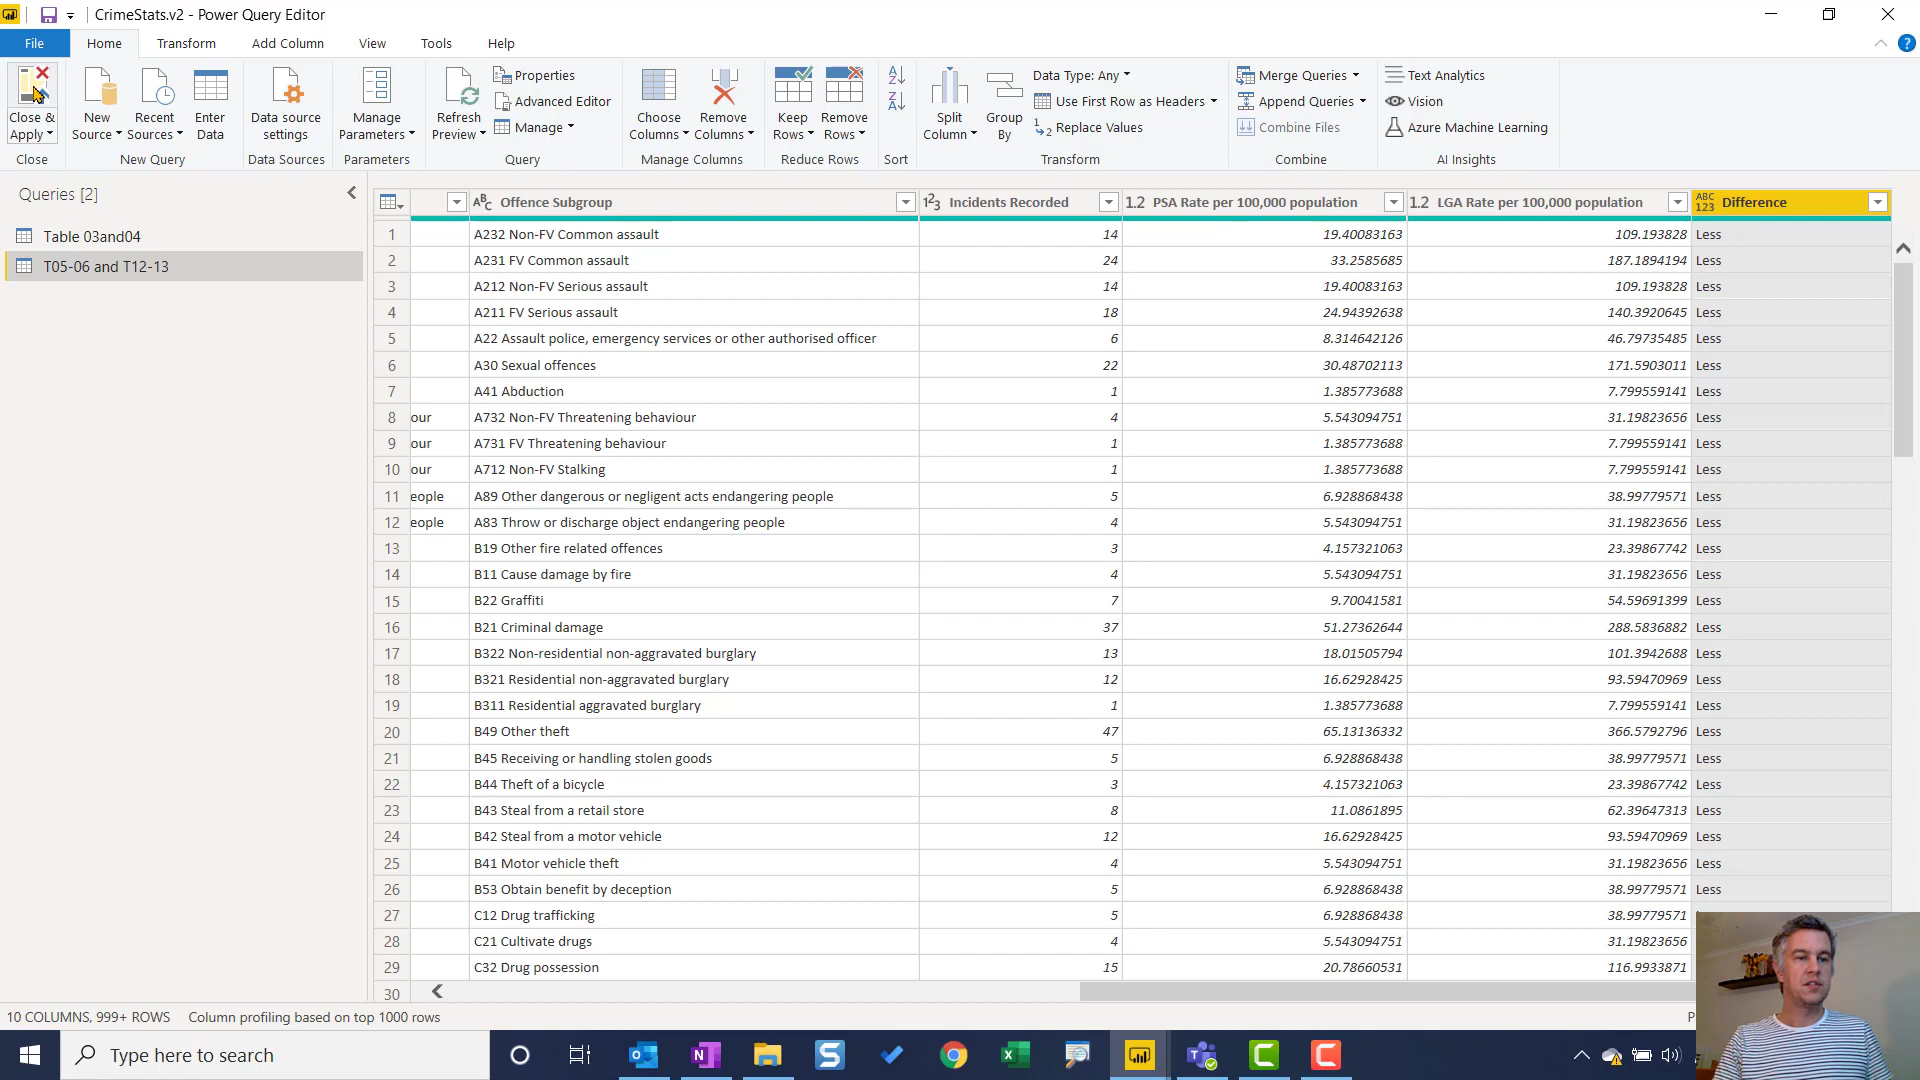 CrimeStats.v2 - Power Query Editor
File Home Transform Add Column View Tools Help
Close & Apply
New Source
Recent Sources
Enter Data
Data source settings
Manage Parameters
Refresh Preview
Properties
Advanced Editor
Manage
Choose Columns
Remove Columns
Keep Rows
Remove Rows
Split Column
Group By
Data Type: Any
Use First Row as Headers
Replace Values
Merge Queries
Append Queries
Combine Files
Text Analytics
Vision
Azure Machine Learning
Close New Query Data Sources Parameters Query Manage Columns Reduce Rows Sort Transform Combine AI Insights
Queries [2]
Table 03and04
T05-06 and T12-13
Offence Subgroup Incidents Recorded 1.2 PSA Rate per 100,000 population 1.2 LGA Rate per 100,000 population ABC 123 Difference
1 A232 Non-FV Common assault 14 19.40083163 109.193828 Less
2 A231 FV Common assault 24 33.2585685 187.1894194 Less
3 A212 Non-FV Serious assault 14 19.40083163 109.193828 Less
4 A211 FV Serious assault 18 24.94392638 140.3920645 Less
5 A22 Assault police, emergency services or other authorised officer 6 8.314642126 46.79735485 Less
6 A30 Sexual offences 22 30.48702113 171.5903011 Less
7 A41 Abduction 1 1.385773688 7.799559141 Less
8 our A732 Non-FV Threatening behaviour 4 5.543094751 31.19823656 Less
9 our A731 FV Threatening behaviour 1 1.385773688 7.799559141 Less
10 our A712 Non-FV Stalking 1 1.385773688 7.799559141 Less
11 eople A89 Other dangerous or negligent acts endangering people 5 6.928868438 38.99779571 Less
12 eople A83 Throw or discharge object endangering people 4 5.543094751 31.19823656 Less
13 B19 Other fire related offences 3 4.157321063 23.39867742 Less
14 B11 Cause damage by fire 4 5.543094751 31.19823656 Less
15 B22 Graffiti 7 9.70041581 54.59691399 Less
16 B21 Criminal damage 37 51.27362644 288.5836882 Less
17 B322 Non-residential non-aggravated burglary 13 18.01505794 101.3942688 Less
18 B321 Residential non-aggravated burglary 12 16.62928425 93.59470969 Less
19 B311 Residential aggravated burglary 1 1.385773688 7.799559141 Less
20 B49 Other theft 47 65.13136332 366.5792796 Less
21 B45 Receiving or handling stolen goods 5 6.928868438 38.99779571 Less
22 B44 Theft of a bicycle 3 4.157321063 23.39867742 Less
23 B43 Steal from a retail store 8 11.0861895 62.39647313 Less
24 B42 Steal from a motor vehicle 12 16.62928425 93.59470969 Less
25 B41 Motor vehicle theft 4 5.543094751 31.19823656 Less
26 B53 Obtain benefit by deception 5 6.928868438 38.99779571 Less
27 C12 Drug trafficking 5 6.928868438 38.99779571
28 C21 Cultivate drugs 4 5.543094751 31.19823656
29 C32 Drug possession 15 20.78660531 116.9933871
30
10 COLUMNS, 999+ ROWS Column profiling based on top 1000 rows P
Type here to search